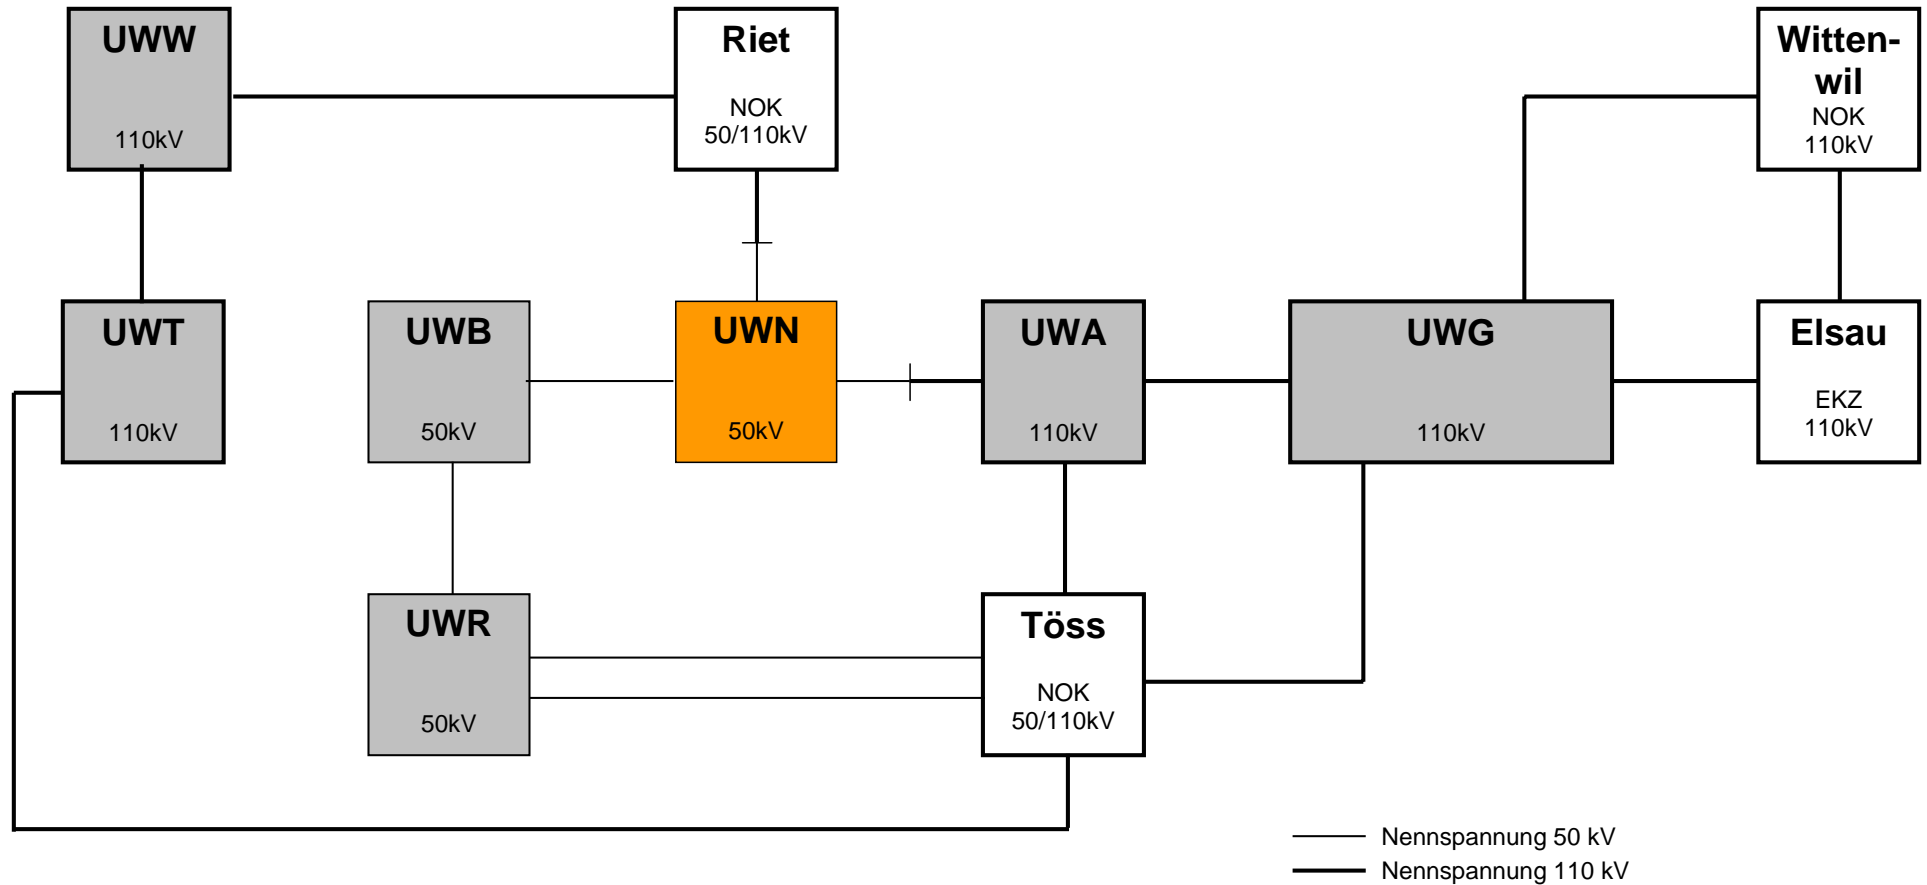 UWW
110kV
Riet
NOK
50/110kV
Witten-
wil
NOK
110kV
UWT
110kV
UWB
50kV
UWN
50kV
UWA
110kV
UWG
110kV
Elsau
EKZ
110kV
UWR
50kV
Töss
NOK
50/110kV
Nennspannung 50 kV
Nennspannung 110 kV